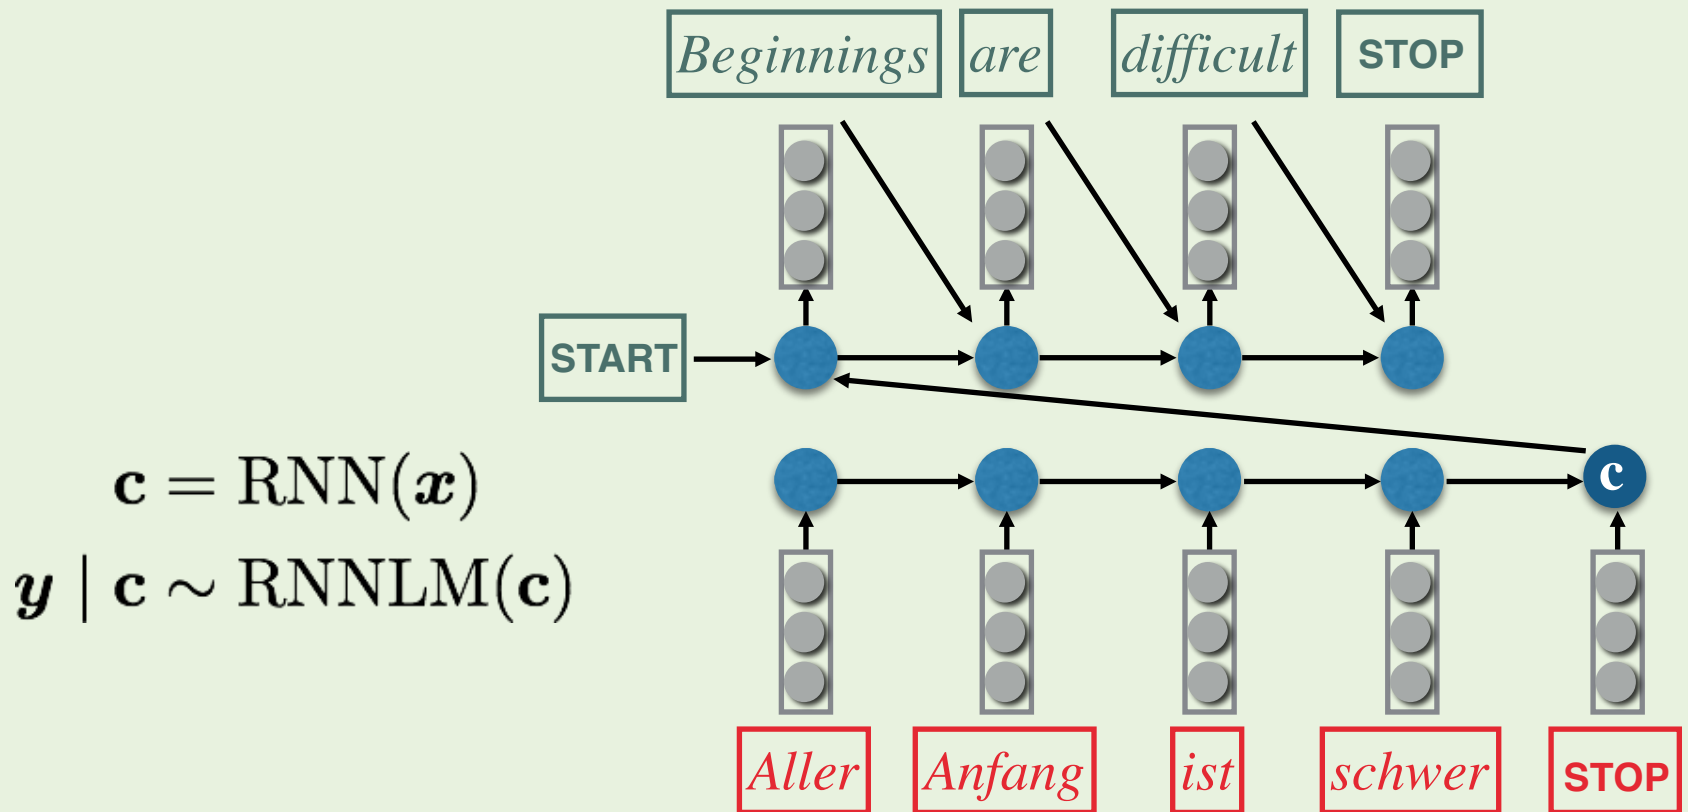 Beginnings are difficult STOP
START
c = RNN(x)
c
y | c ∼ RNNLM(c)
Aller Anfang ist schwer STOP